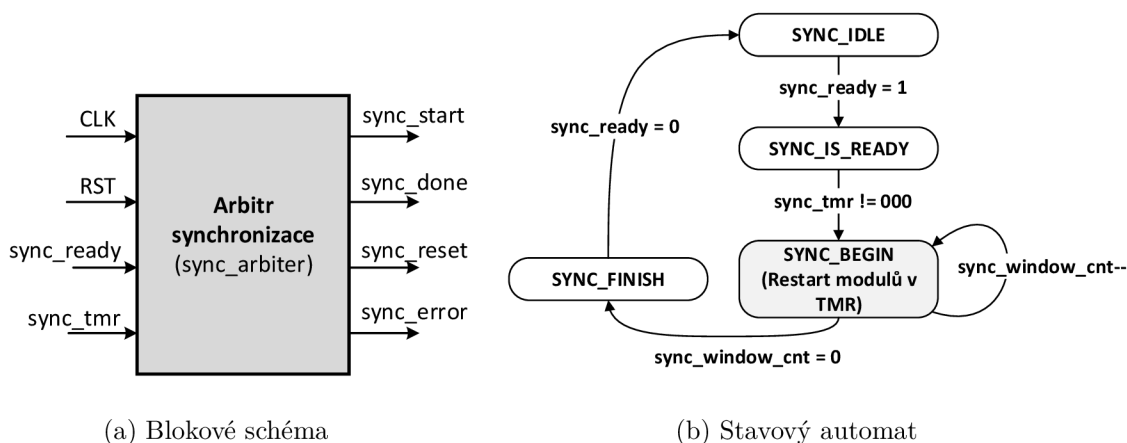 CLK
RST
sync_ready
sync_tmr
Arbitr
synchronizace
(sync_arbiter)
sync_start
sync_done
sync_reset
sync_error
(a) Blokové schéma
SYNC_IDLE
sync_ready = 1
sync_ready = 0
SYNC_IS_READY
sync_tmr != 000
SYNC_BEGIN
(Restart modulů v
TMR)
sync_window_cnt--
SYNC_FINISH
sync_window_cnt = 0
(b) Stavový automat